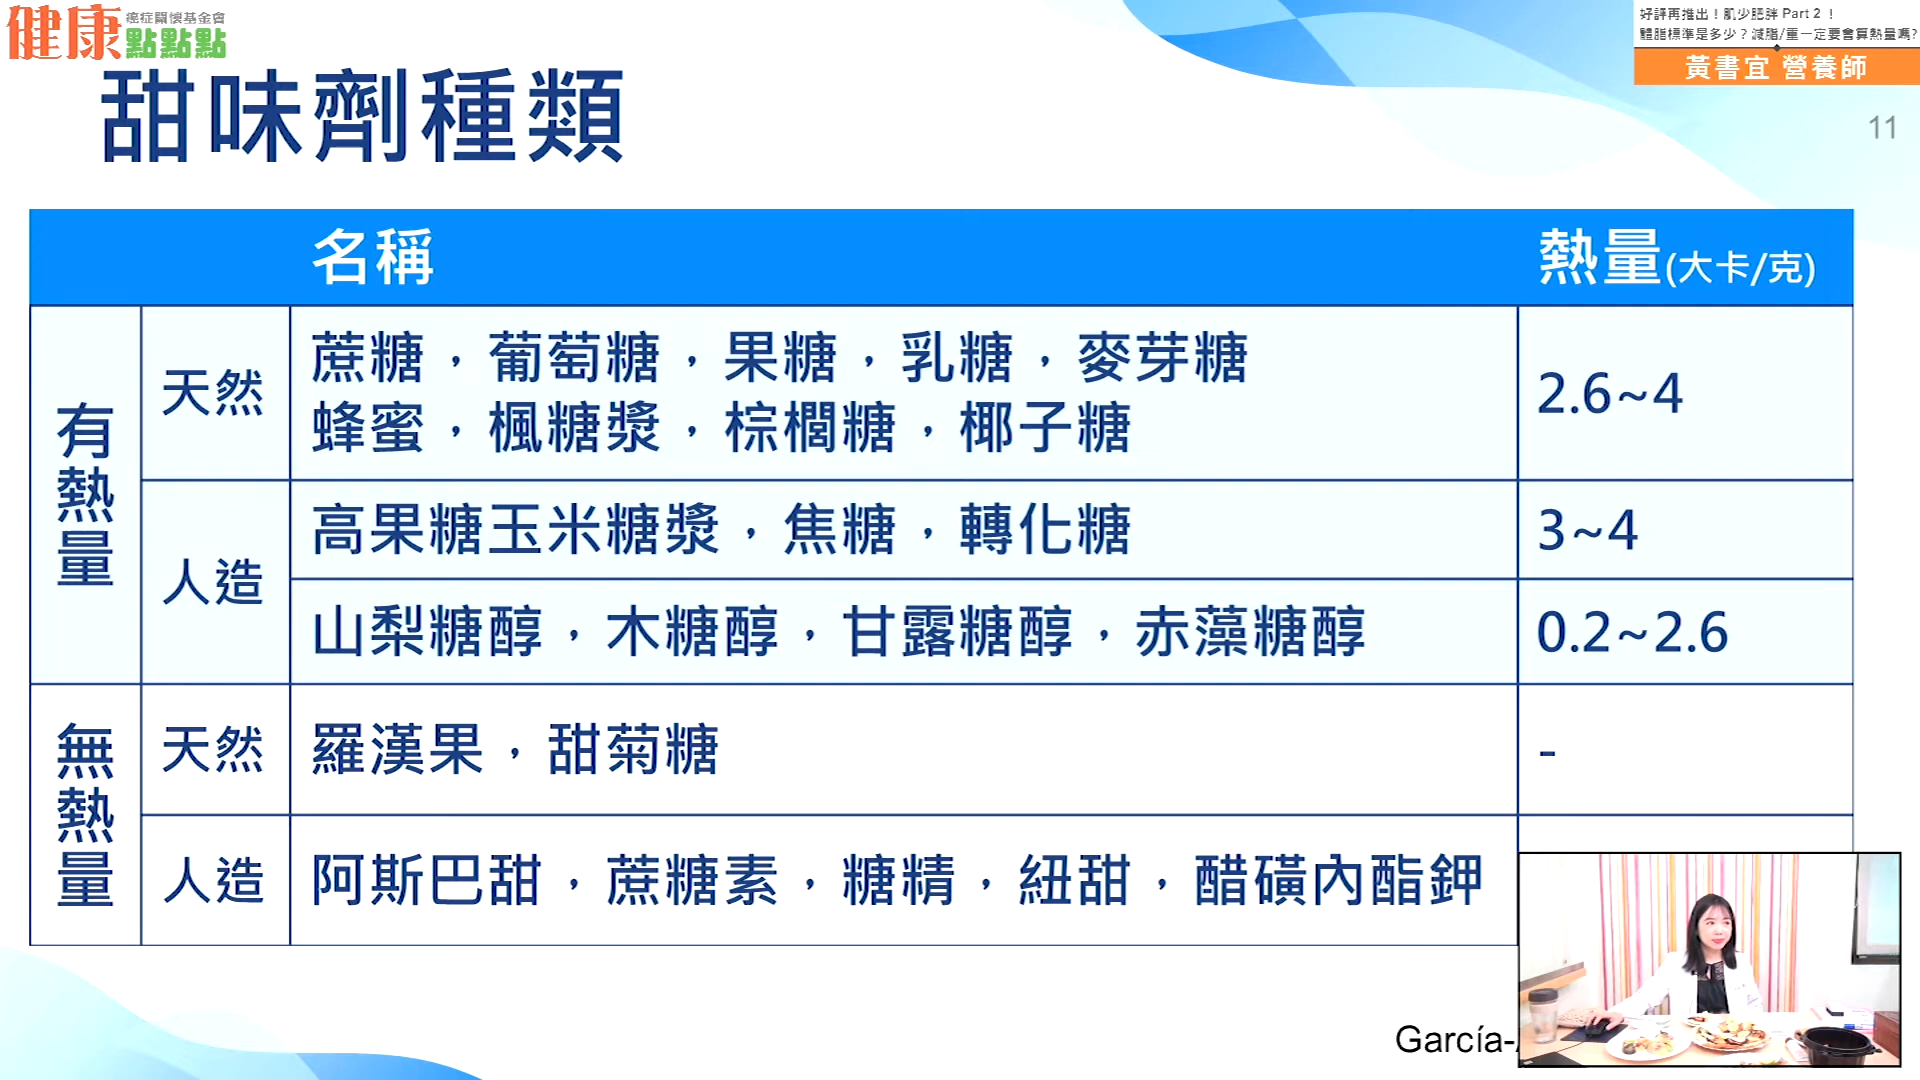 健康 癌症關懷基金會
點點點
好評再推出！肌少肥胖 Part 2 ！
體脂標準是多少？減脂/重一定要會算熱量嗎?
黃書宜 營養師
11
甜味劑種類
名稱 熱量(大卡/克)
有熱量
天然
蔗糖，葡萄糖，果糖，乳糖，麥芽糖
蜂蜜，楓糖漿，棕櫚糖，椰子糖
2.6~4
人造
高果糖玉米糖漿，焦糖，轉化糖
3~4
山梨糖醇，木糖醇，甘露糖醇，赤藻糖醇
0.2~2.6
無熱量
天然
羅漢果，甜菊糖
-
人造
阿斯巴甜，蔗糖素，糖精，紐甜，醋磺內酯鉀
García-